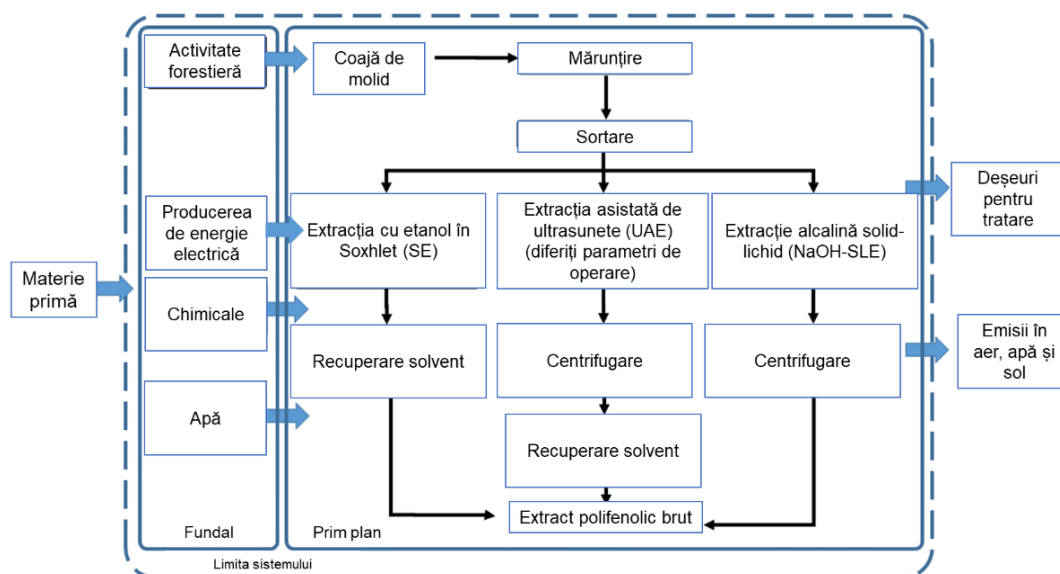 Activitate
forestieră
Coajă de
molid
Mărunțire
Sortare
Materie
primă
Producerea
de energie
electrică
Chimicale
Apă
Extracția cu etanol în
Soxhlet (SE)
Extracția asistată de
ultrasunete (UAE)
(diferiți parametri de
operare)
Extracție alcalină solid-
lichid (NaOH-SLE)
Deșeuri
pentru
tratare
Recuperare solvent
Centrifugare
Centrifugare
Emisii în
aer, apă și
sol
Recuperare solvent
Extract polifenolic brut
Fundal
Prim plan
Limita sistemului